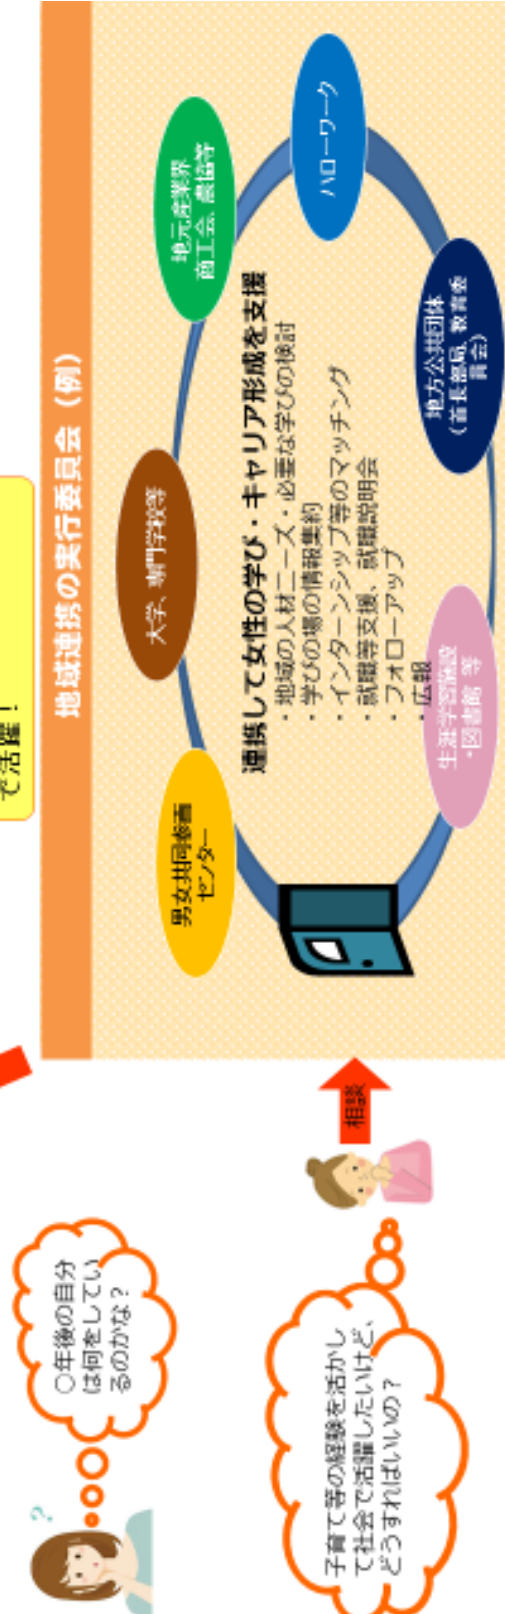 で活躍！
地域連携の実行委員会（例）
男女共同参画
センター
大学、専門学校等
地元産業界
商工会、農協等
ハローワーク
地方公共団体
（首長部局、教育委
員会）
生涯学習施設
・図書館 等
連携して女性の学び・キャリア形成を支援
・地域の人材ニーズ・必要な学びの検討
・学びの場の情報集約
・インターンシップ等のマッチング
・就職等支援、就職説明会
・フォローアップ
・広報
相談
?
○年後の自分
は何をしてい
るのかな？
子育て等の経験を活かし
て社会で活躍したいけど、
どうすればいいの？